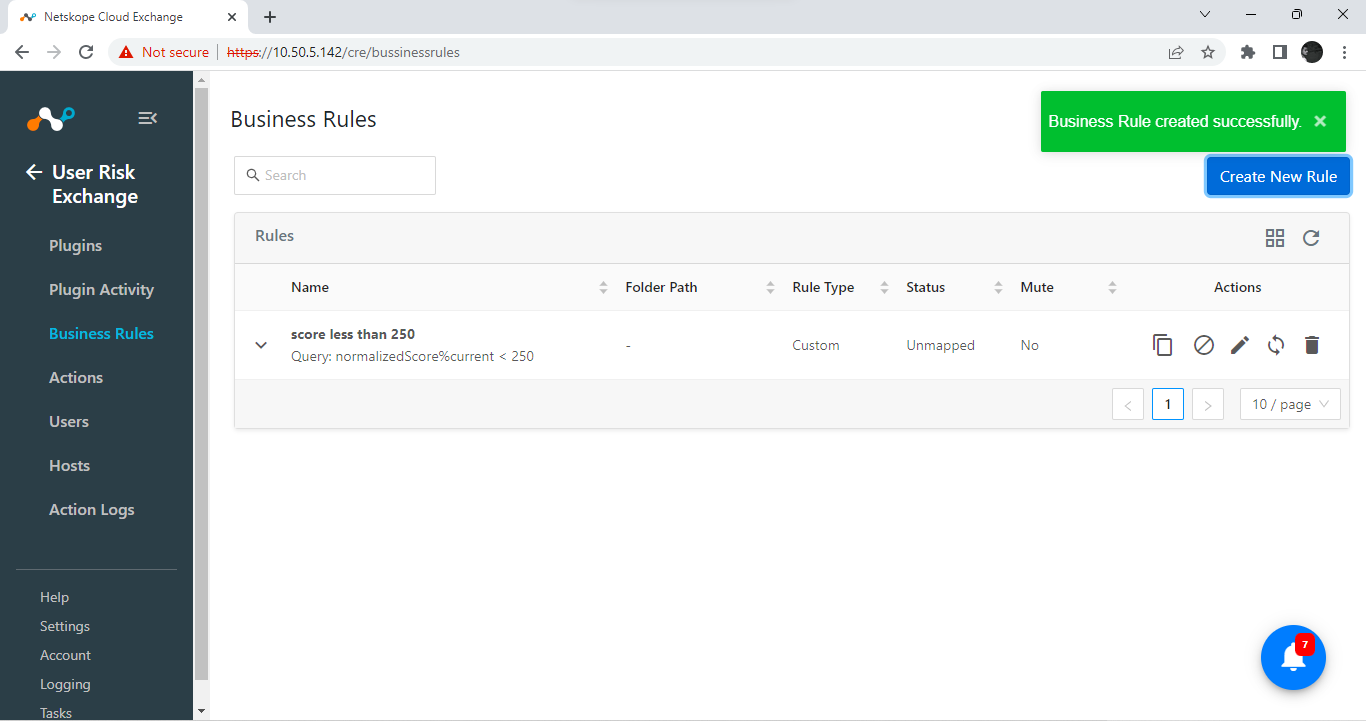 Netskope Cloud Exchange
Not secure
https://10.50.5.142/cre/bussinessrules
User Risk
Exchange
Plugins
Plugin Activity
Business Rules
Actions
Users
Hosts
Action Logs
Help
Settings
Account
Logging
Tasks
Business Rules
Business Rule created successfully.
Search
Create New Rule
Rules
Name Folder Path Rule Type Status Mute Actions
score less than 250
Query: normalizedScore%current < 250 - Custom Unmapped No
< 1 > 10 / page
7